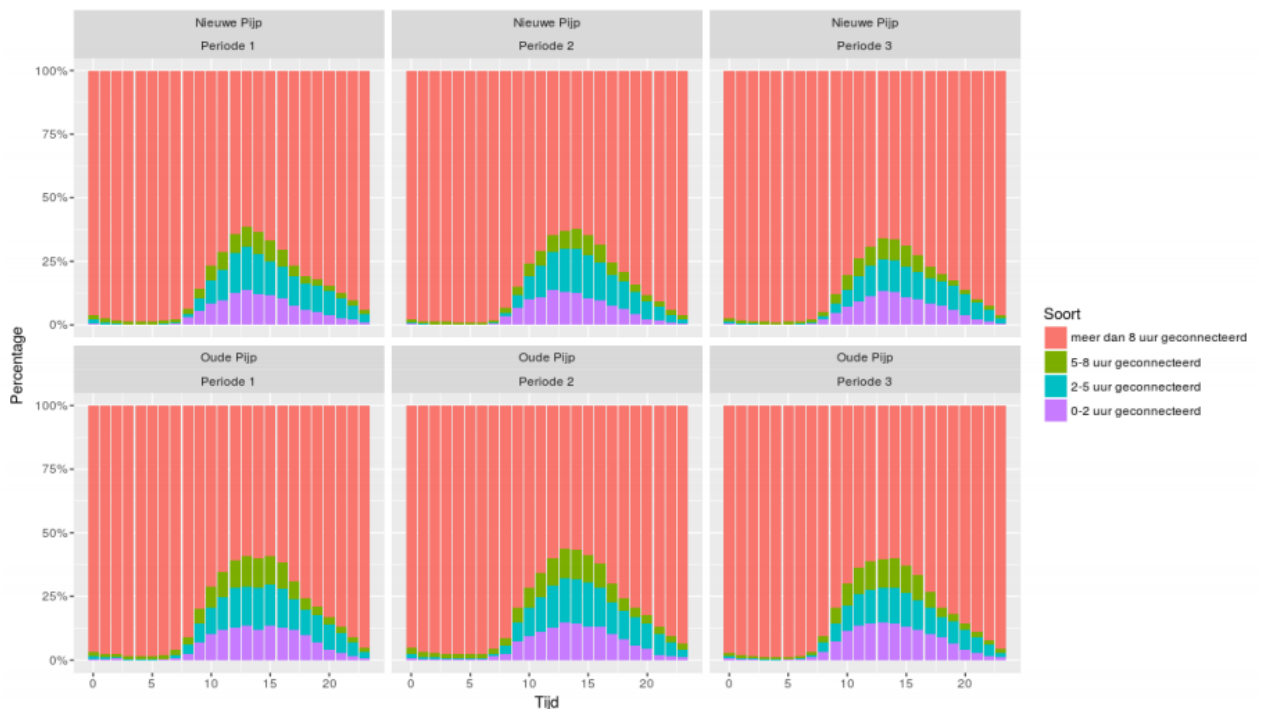 Nieuwe Pijp
Periode 1
Nieuwe Pijp
Periode 2
Nieuwe Pijp
Periode 3
100%
75%
50%
25%
0%
Oude Pijp
Periode 1
Oude Pijp
Periode 2
Oude Pijp
Periode 3
100%
75%
50%
25%
0%
0 5 10 15 20
0 5 10 15 20
0 5 10 15 20
Tijd
Percentage
Soort
meer dan 8 uur geconnecteerd
5-8 uur geconnecteerd
2-5 uur geconnecteerd
0-2 uur geconnecteerd